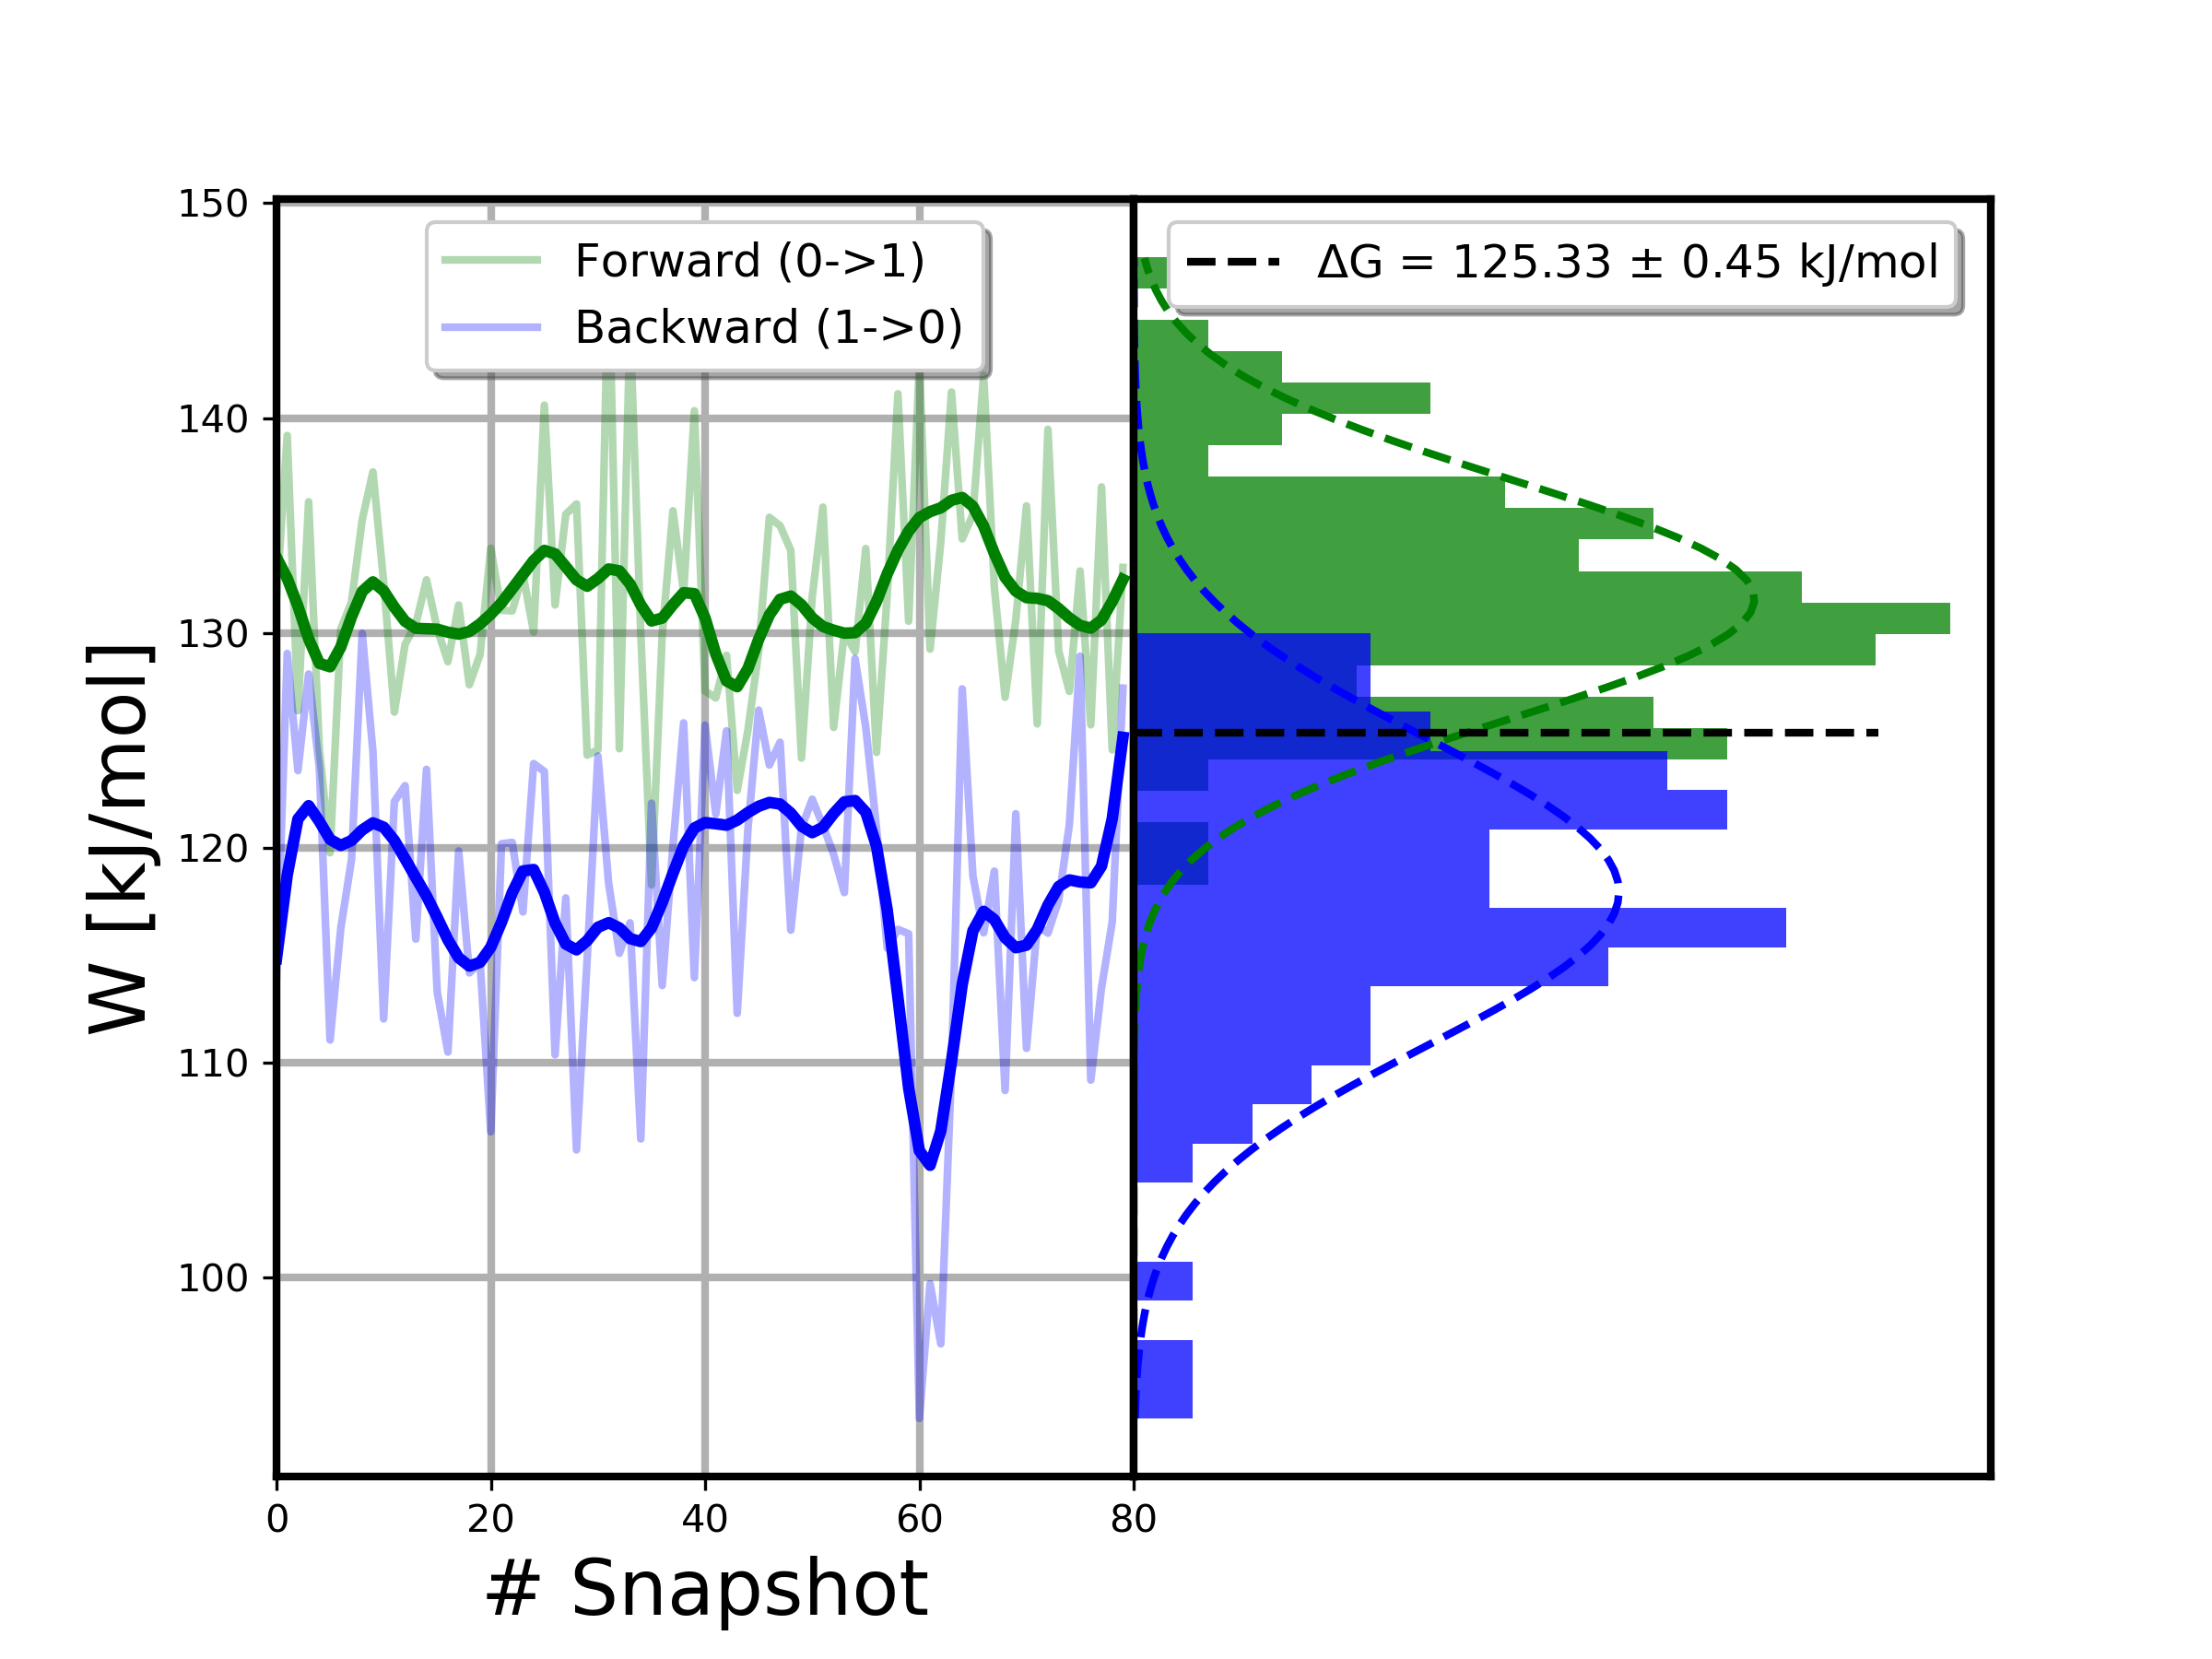 150
140
130
120
110
100
W [kJ/mol]
Forward (0->1)
Backward (1->0)
ΔG = 125.33 ± 0.45 kJ/mol
0 20 40 60 80
# Snapshot